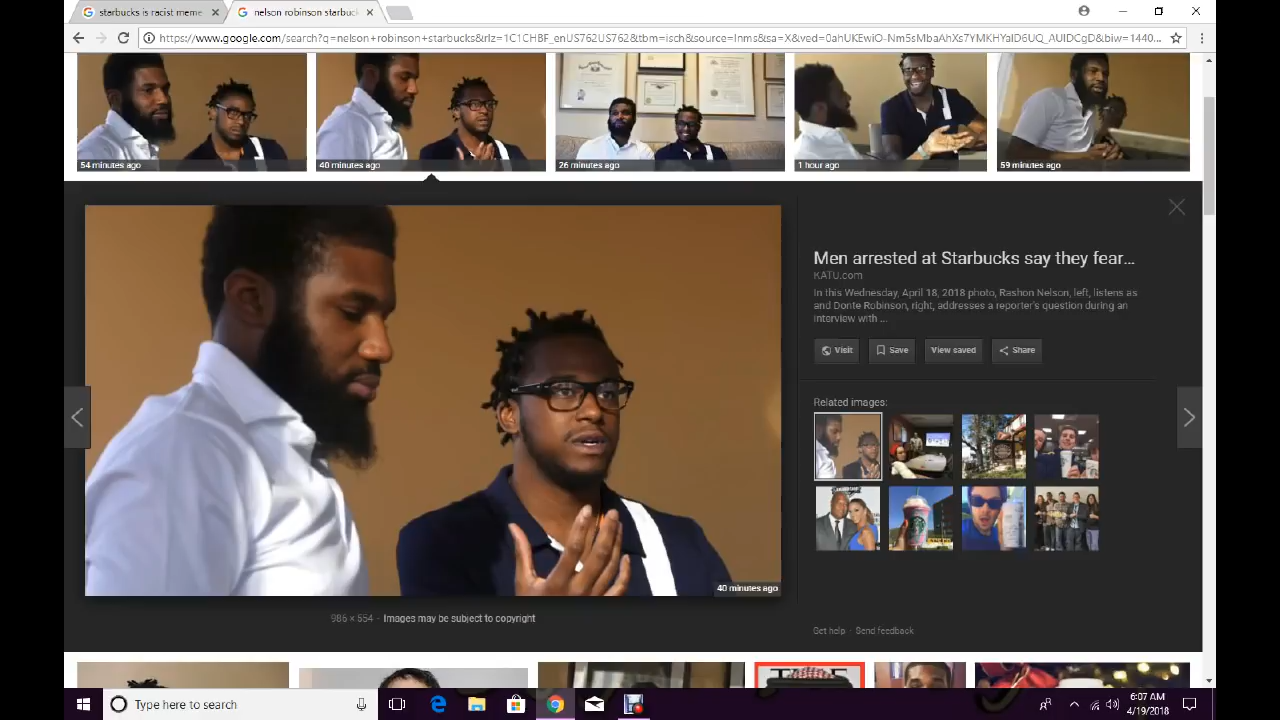 starbucks is racist meme
nelson robinson starbuck
https://www.google.com/search?q=nelson+robinson+starbucks&rlz=1C1CHBF_enUS762US762&tbm=isch&source=lnms&sa=X&ved=0ahUKEwiO-Nm5sMbaAhXs7YMKHYaID6UQ_AUIDCgD&biw=1440...
54 minutes ago
40 minutes ago
26 minutes ago
1 hour ago
59 minutes ago
Men arrested at Starbucks say they fear...
KATU.com
In this Wednesday, April 18, 2018 photo, Rashon Nelson, left, listens as
and Donte Robinson, right, addresses a reporter's question during an
interview with ...
Visit
Save
View saved
Share
Related images:
40 minutes ago
986 × 554 - Images may be subject to copyright
Get help - Send feedback
Type here to search
6:07 AM
4/19/2018